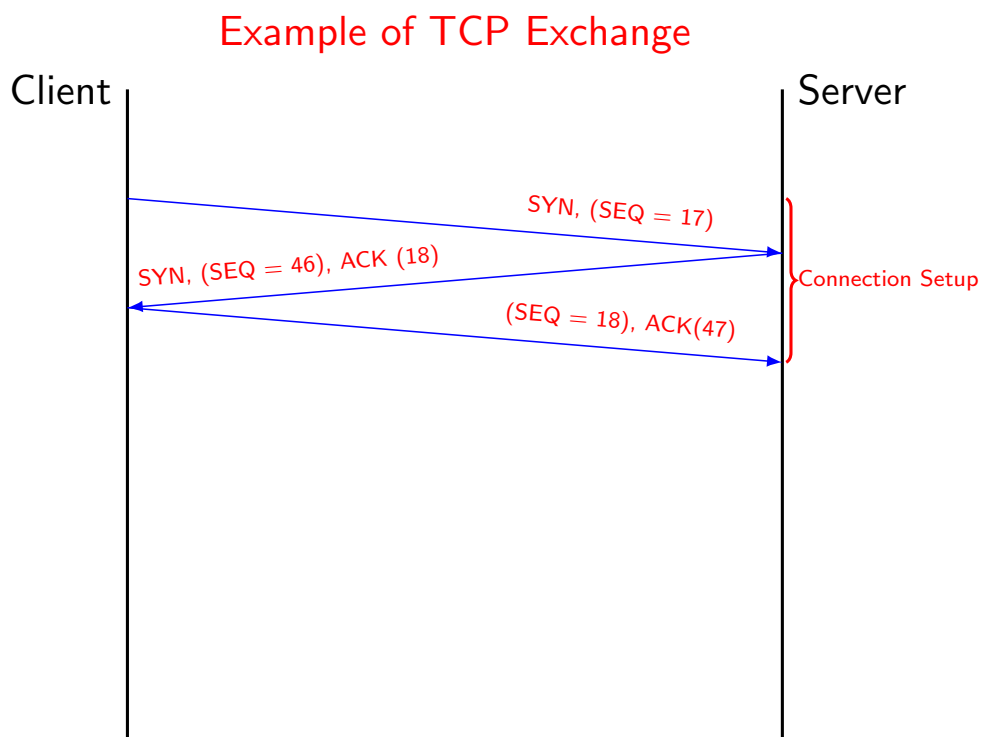 Example of TCP Exchange
Client
Server
SYN, (SEQ = 17)
SYN, (SEQ = 46), ACK (18)
Connection Setup
(SEQ = 18), ACK(47)